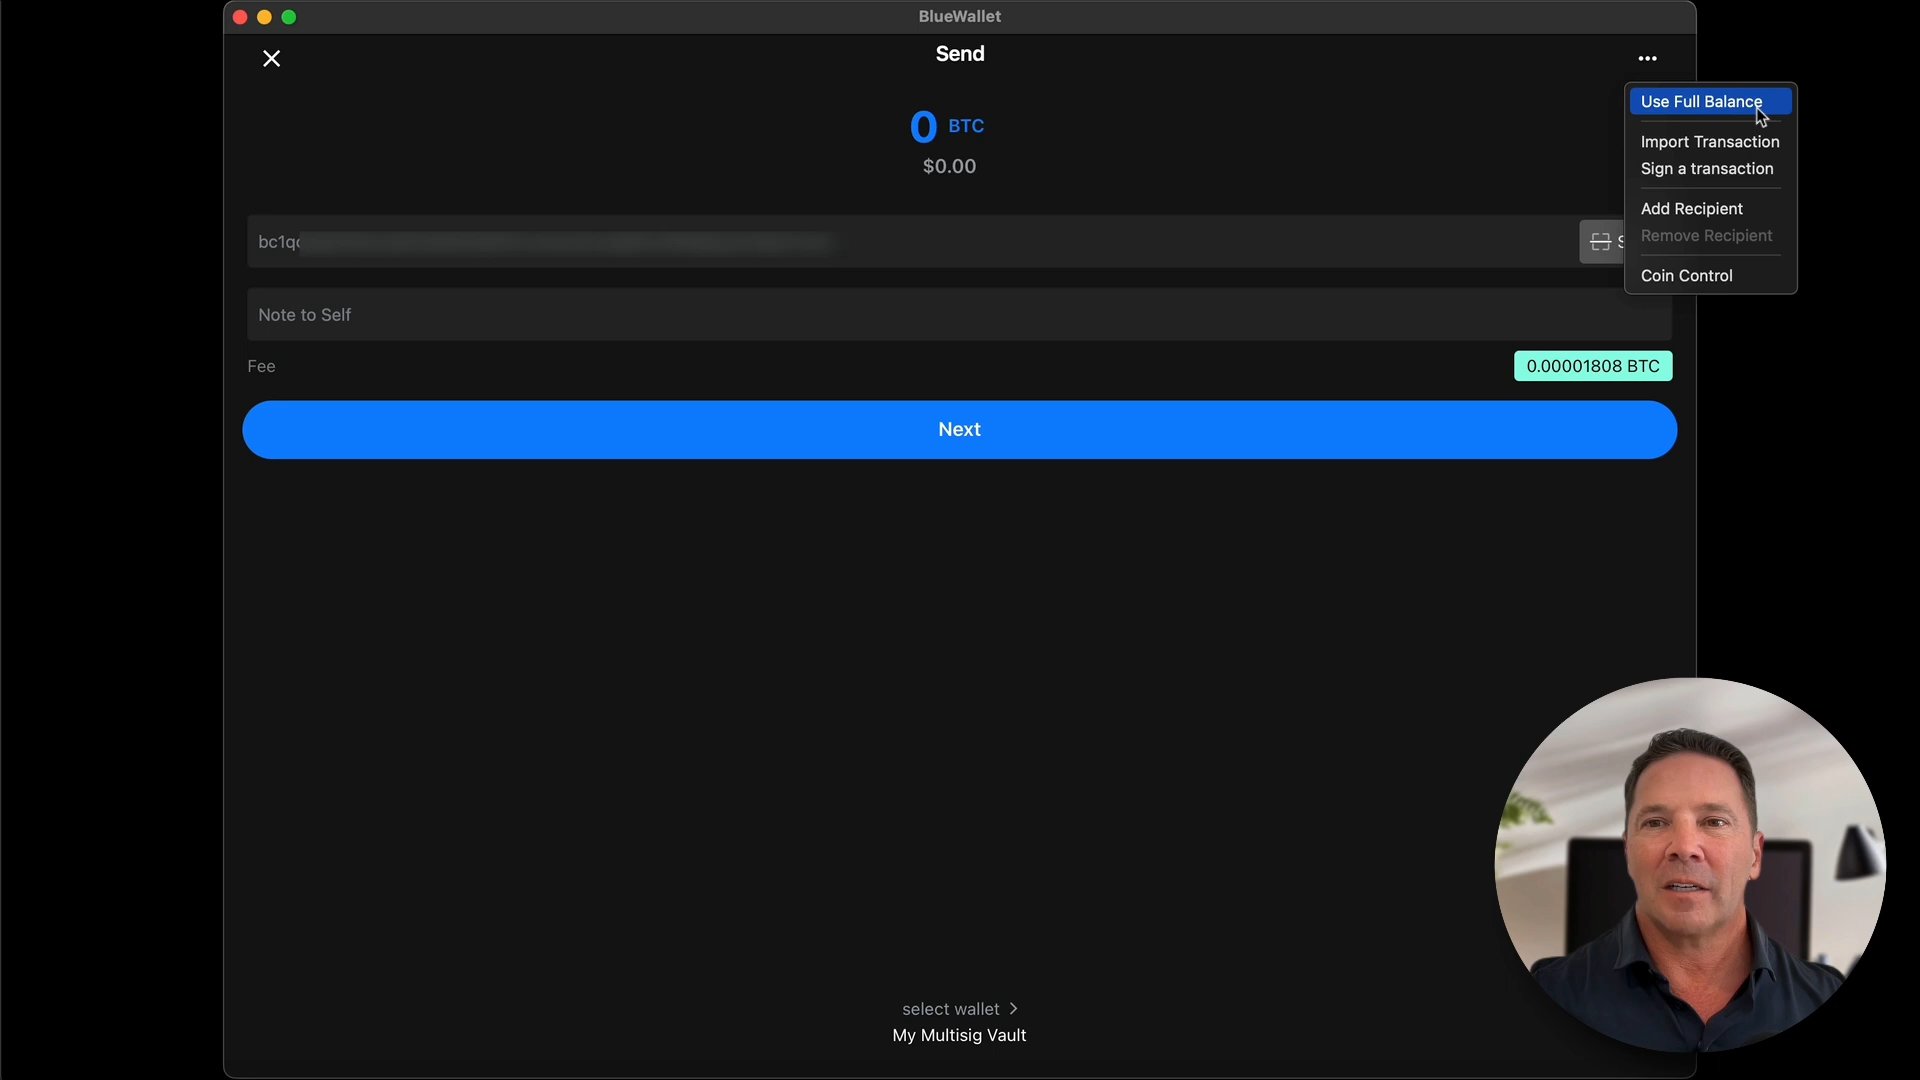 BlueWallet
Send
0 BTC
$0.00
Use Full Balance
Import Transaction
Sign a transaction
Add Recipient
Remove Recipient
Coin Control
Note to Self
Fee
0.00001808 BTC
Next
select wallet
My Multisig Vault